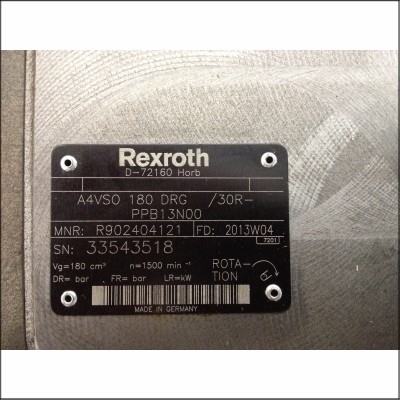 Rexroth
D-72160 Horb
A4VSO 180 DRG /30R-
PPB13N00
MNR: R902404121 FD: 2013W04
7201
SN: 33543518
Vg=180 cm³ n=1500 min⁻¹ ROTA-
DR= bar FR= bar LR=kW TION
MADE IN GERMANY